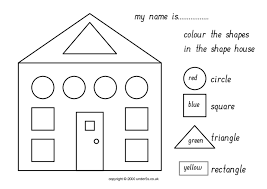 my name is...............
colour the shapes
in the shape house
red
circle
blue
square
green
triangle
yellow
rectangle